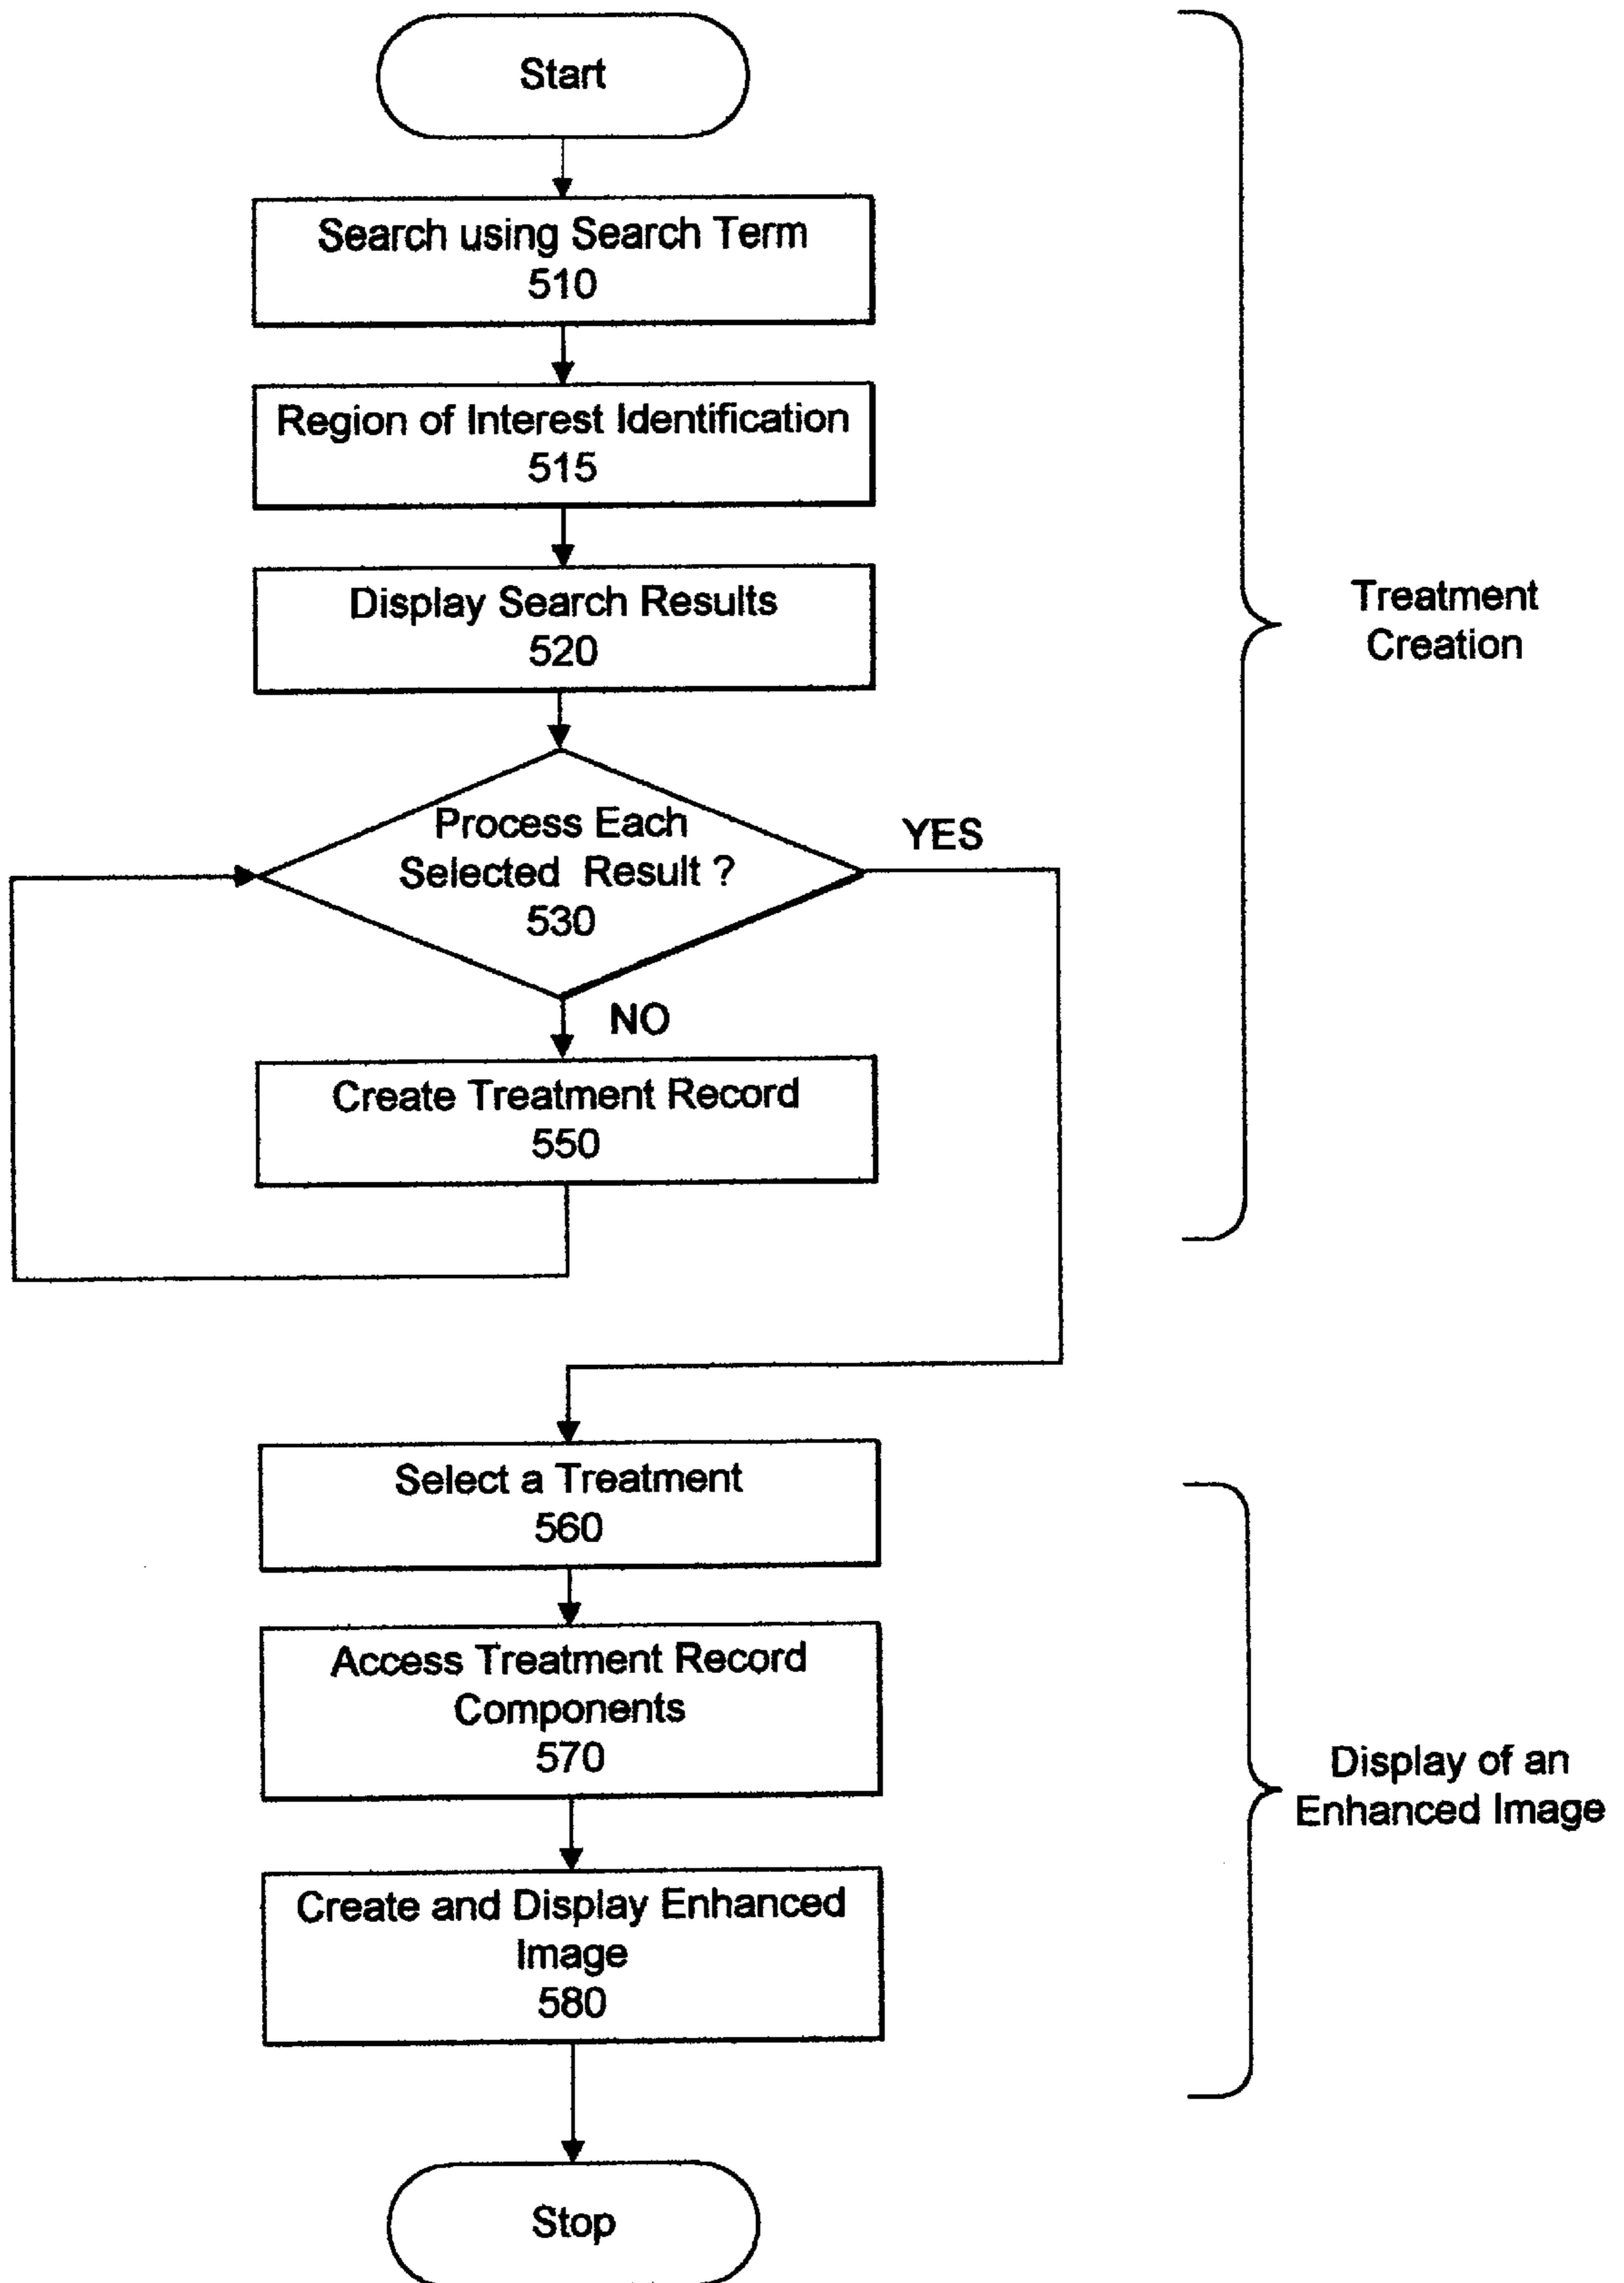 Start
Search using Search Term
510
Region of Interest Identification
515
Display Search Results
520
Treatment
Creation
Process Each
Selected Result ?
530
YES
NO
Create Treatment Record
550
Select a Treatment
560
Access Treatment Record
Components
570
Display of an
Enhanced Image
Create and Display Enhanced
Image
580
Stop